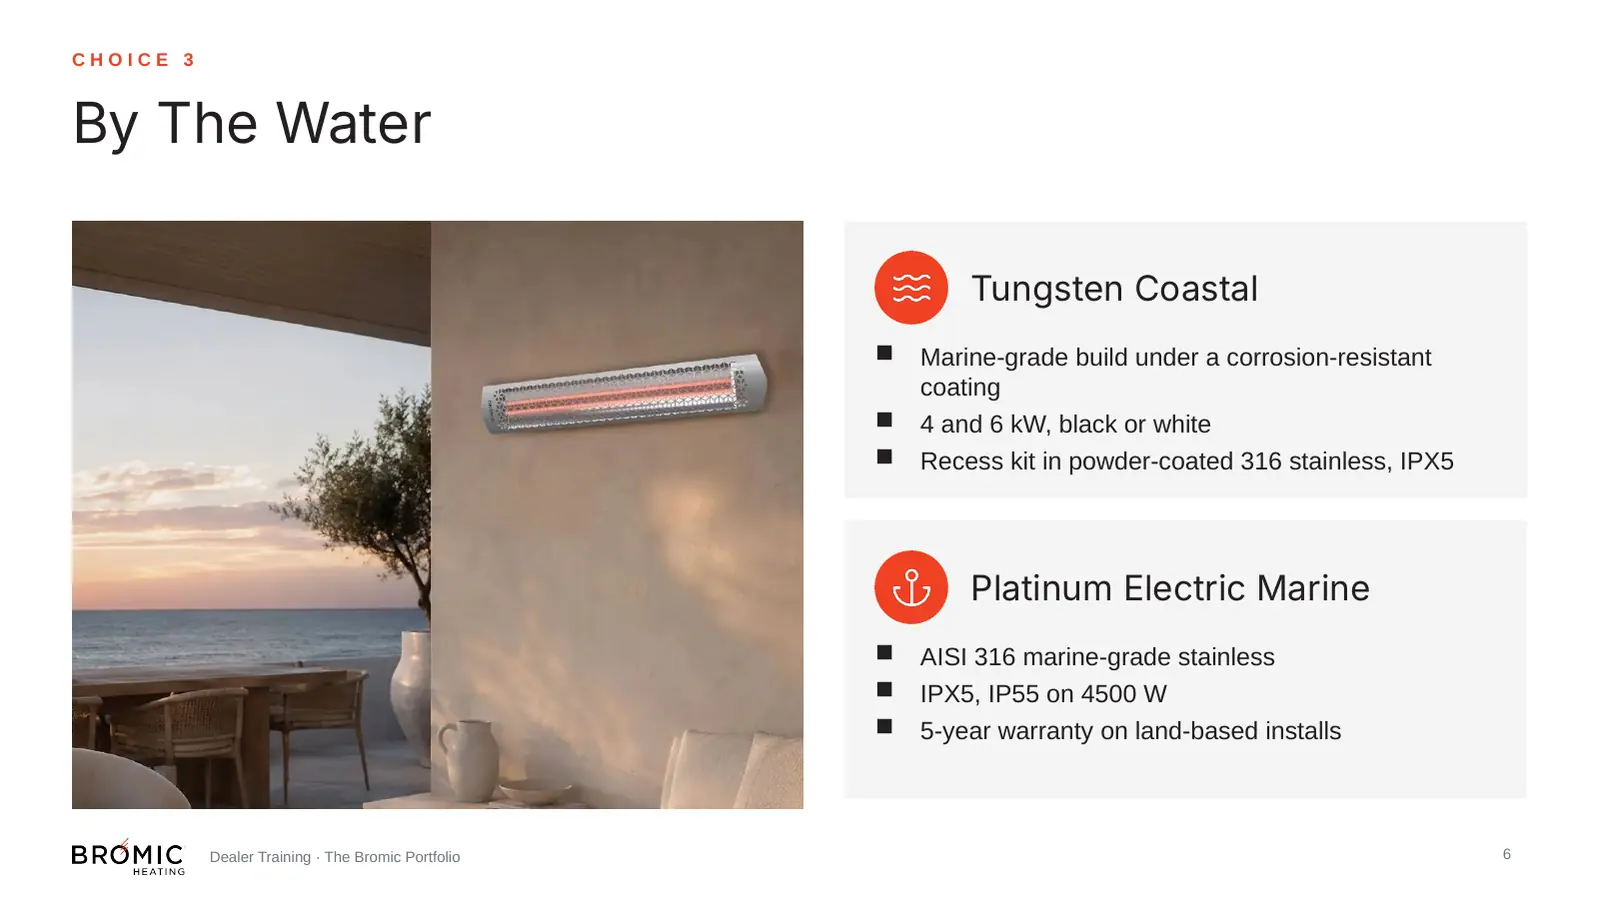 CHOICE 3
By The Water
Tungsten Coastal
Marine-grade build under a corrosion-resistant
coating
4 and 6 kW, black or white
Recess kit in powder-coated 316 stainless, IPX5
Platinum Electric Marine
AISI 316 marine-grade stainless
IPX5, IP55 on 4500 W
5-year warranty on land-based installs
BROMIC
HEATING
Dealer Training · The Bromic Portfolio
6